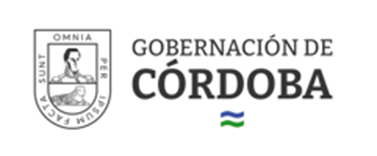 OMNIA
SUNT
PER
IPSUM FACTA
GOBERNACIÓN DE
CÓRDOBA